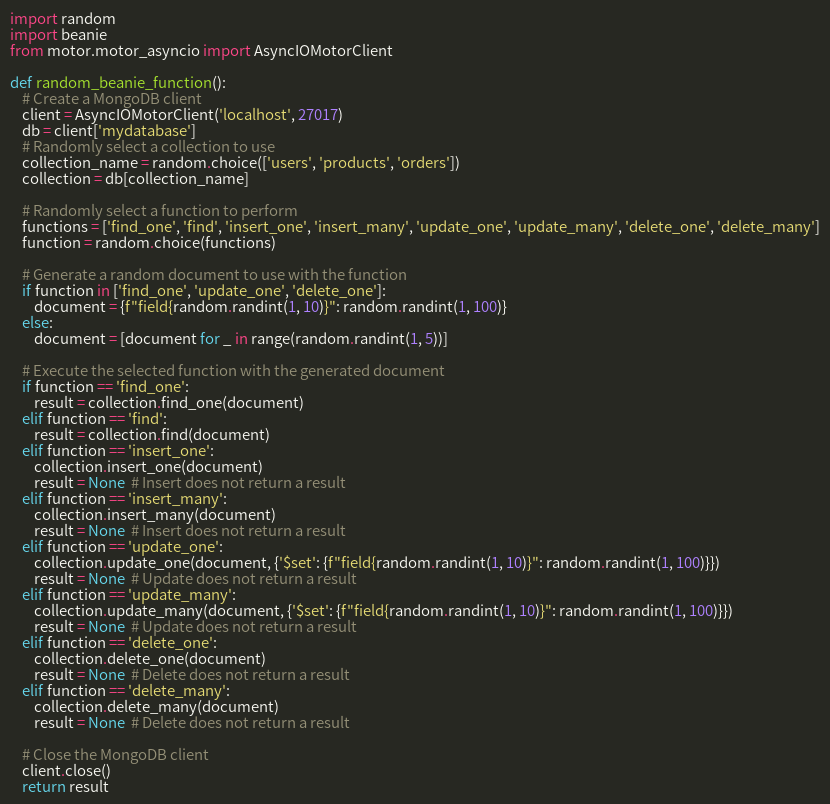 import random
import beanie
from motor.motor_asyncio import AsyncIOMotorClient

def random_beanie_function():
    # Create a MongoDB client
    client = AsyncIOMotorClient('localhost', 27017)
    db = client['mydatabase']
    # Randomly select a collection to use
    collection_name = random.choice(['users', 'products', 'orders'])
    collection = db[collection_name]

    # Randomly select a function to perform
    functions = ['find_one', 'find', 'insert_one', 'insert_many', 'update_one', 'update_many', 'delete_one', 'delete_many']
    function = random.choice(functions)

    # Generate a random document to use with the function
    if function in ['find_one', 'update_one', 'delete_one']:
        document = {f"field{random.randint(1, 10)}": random.randint(1, 100)}
    else:
        document = [document for _ in range(random.randint(1, 5))]

    # Execute the selected function with the generated document
    if function == 'find_one':
        result = collection.find_one(document)
    elif function == 'find':
        result = collection.find(document)
    elif function == 'insert_one':
        collection.insert_one(document)
        result = None  # Insert does not return a result
    elif function == 'insert_many':
        collection.insert_many(document)
        result = None  # Insert does not return a result
    elif function == 'update_one':
        collection.update_one(document, {'$set': {f"field{random.randint(1, 10)}": random.randint(1, 100)}})
        result = None  # Update does not return a result
    elif function == 'update_many':
        collection.update_many(document, {'$set': {f"field{random.randint(1, 10)}": random.randint(1, 100)}})
        result = None  # Update does not return a result
    elif function == 'delete_one':
        collection.delete_one(document)
        result = None  # Delete does not return a result
    elif function == 'delete_many':
        collection.delete_many(document)
        result = None  # Delete does not return a result

    # Close the MongoDB client
    client.close()
    return result